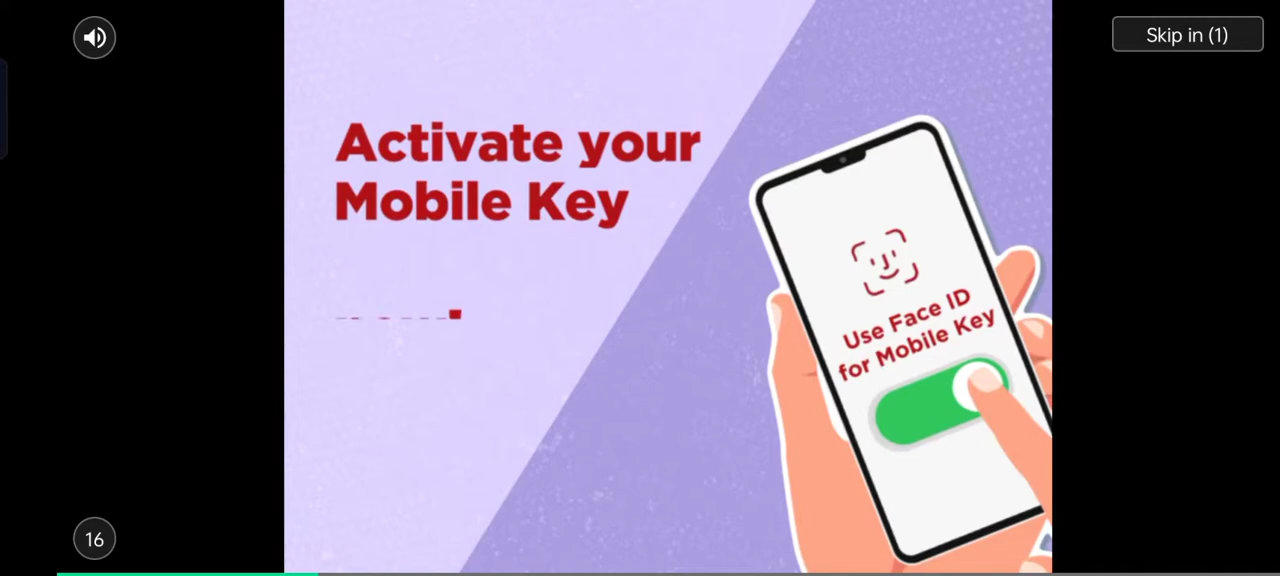 Skip in (1)
Activate your
Mobile Key
Use Face ID
for Mobile Key
16